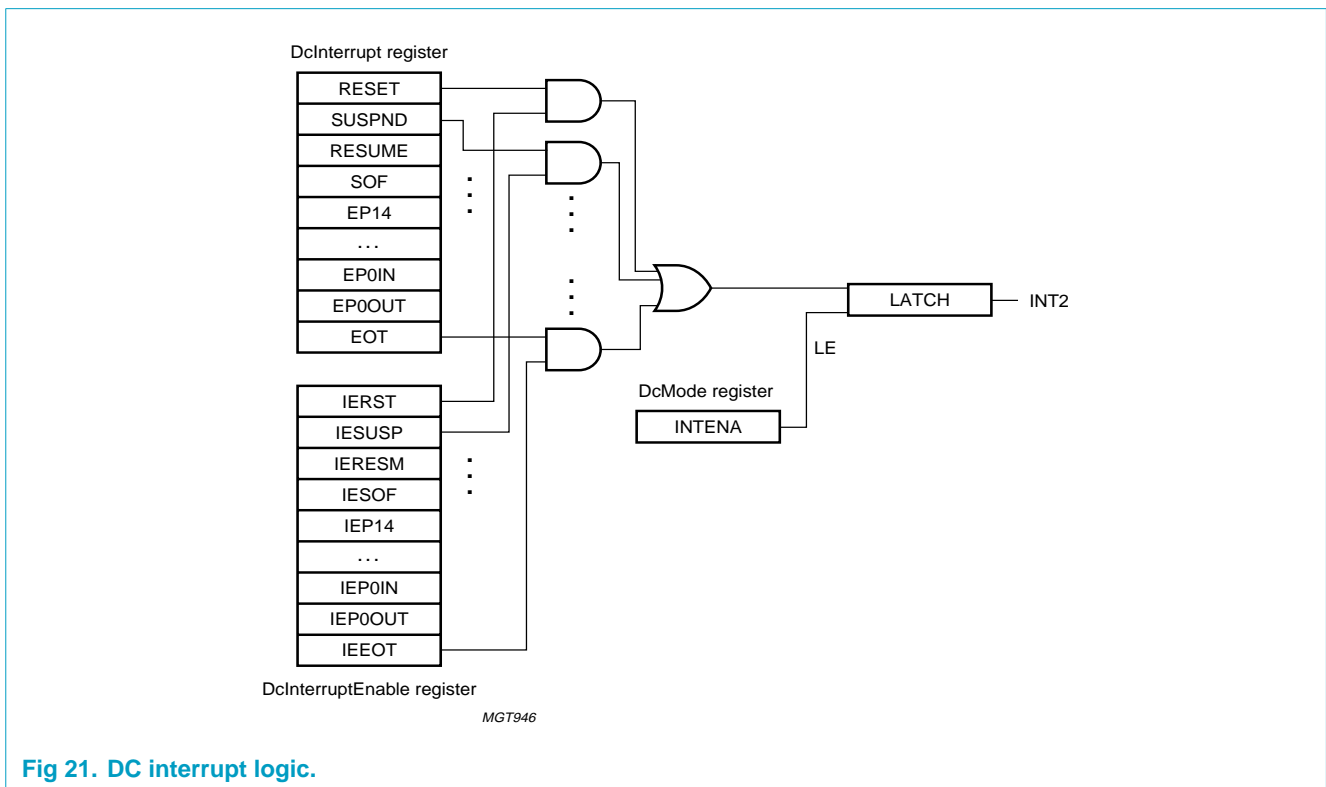 DcInterrupt register
RESET
SUSPND
RESUME
SOF
EP14
...
EP0IN
EP0OUT
EOT
LATCH
INT2
LE
DcMode register
INTENA
IERST
IESUSP
IERESM
IESOF
IEP14
...
IEP0IN
IEP0OUT
IEEOT
DcInterruptEnable register
MGT946
Fig 21. DC interrupt logic.